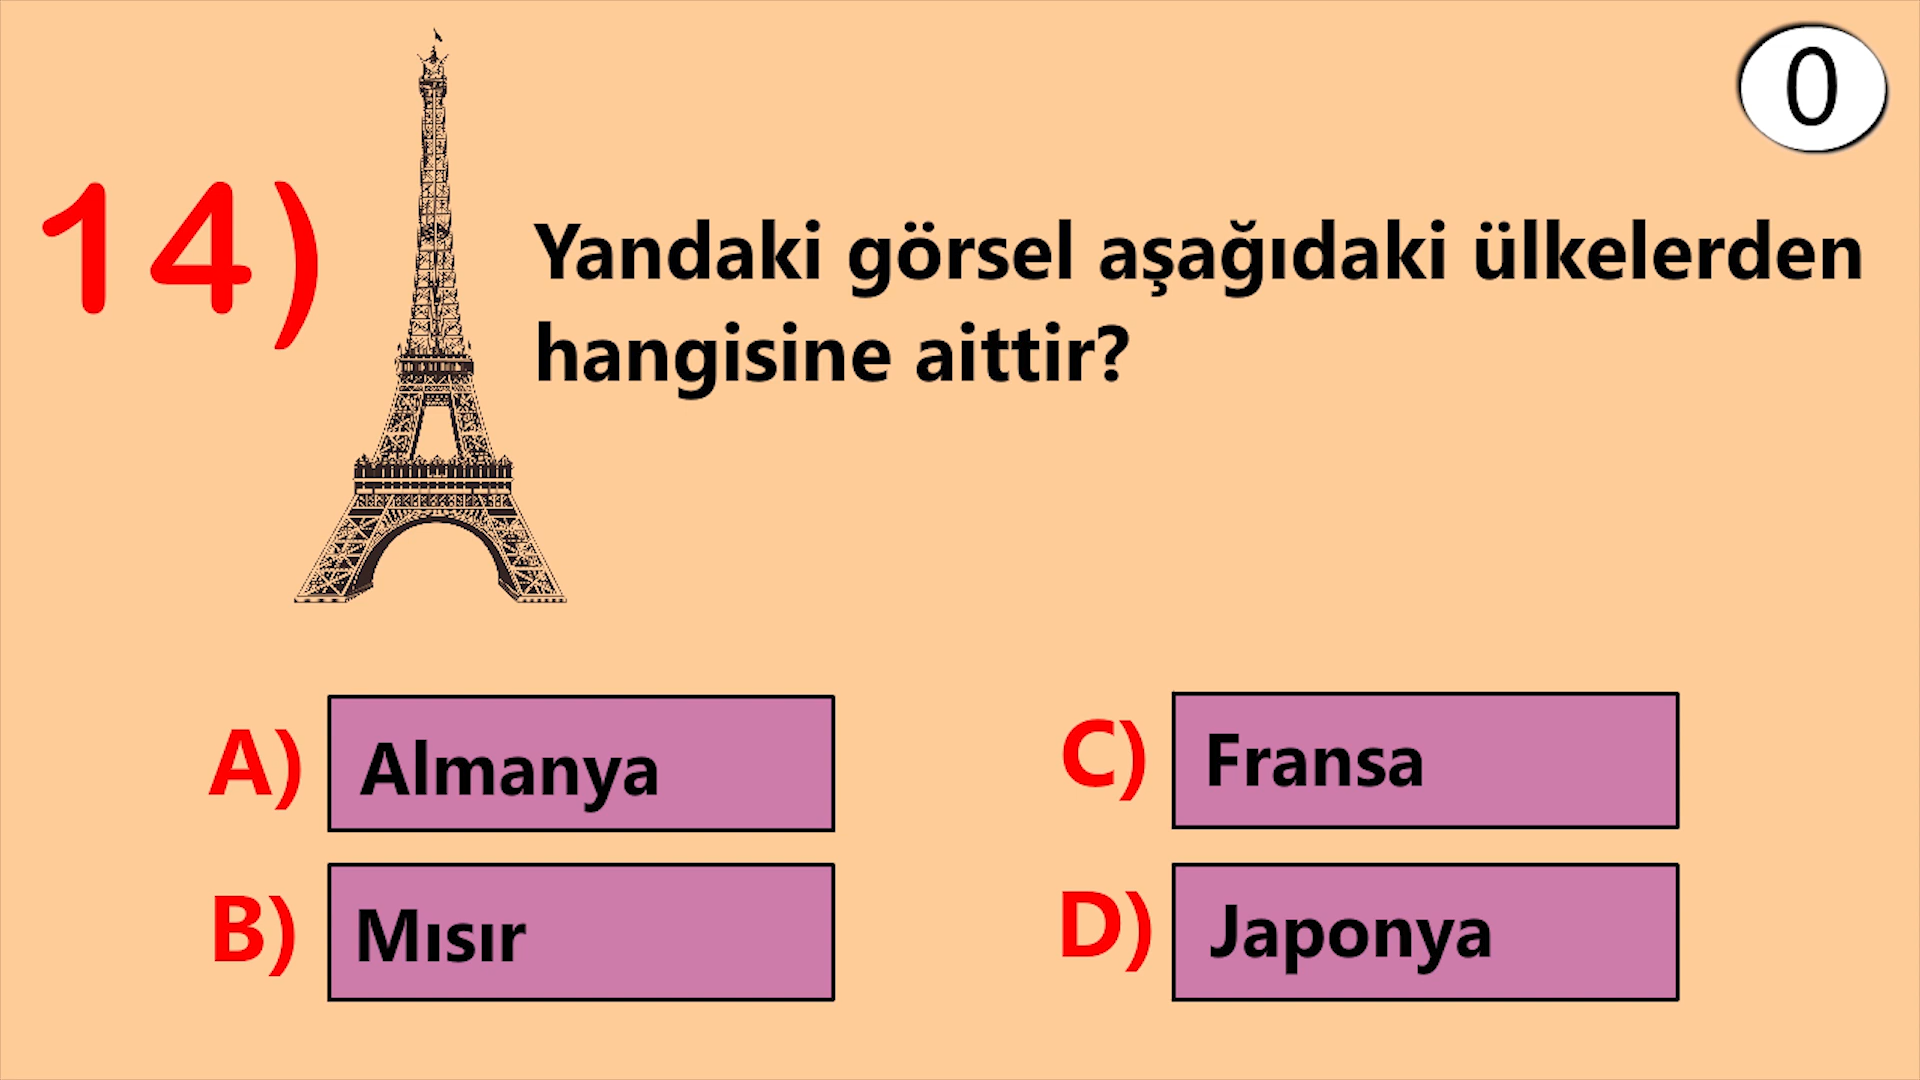 0
14)
Yandaki görsel aşağıdaki ülkelerden
hangisine aittir?
A) Almanya
B) Mısır
C) Fransa
D) Japonya